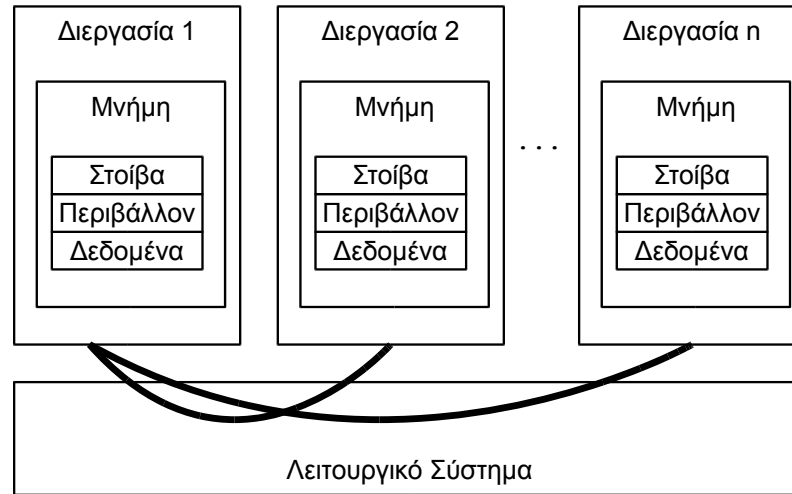 Διεργασία 1
Μνήμη
Στοίβα
Περιβάλλον
Δεδομένα
Διεργασία 2
Μνήμη
Στοίβα
Περιβάλλον
Δεδομένα
. . .
Διεργασία n
Μνήμη
Στοίβα
Περιβάλλον
Δεδομένα
Λειτουργικό Σύστημα